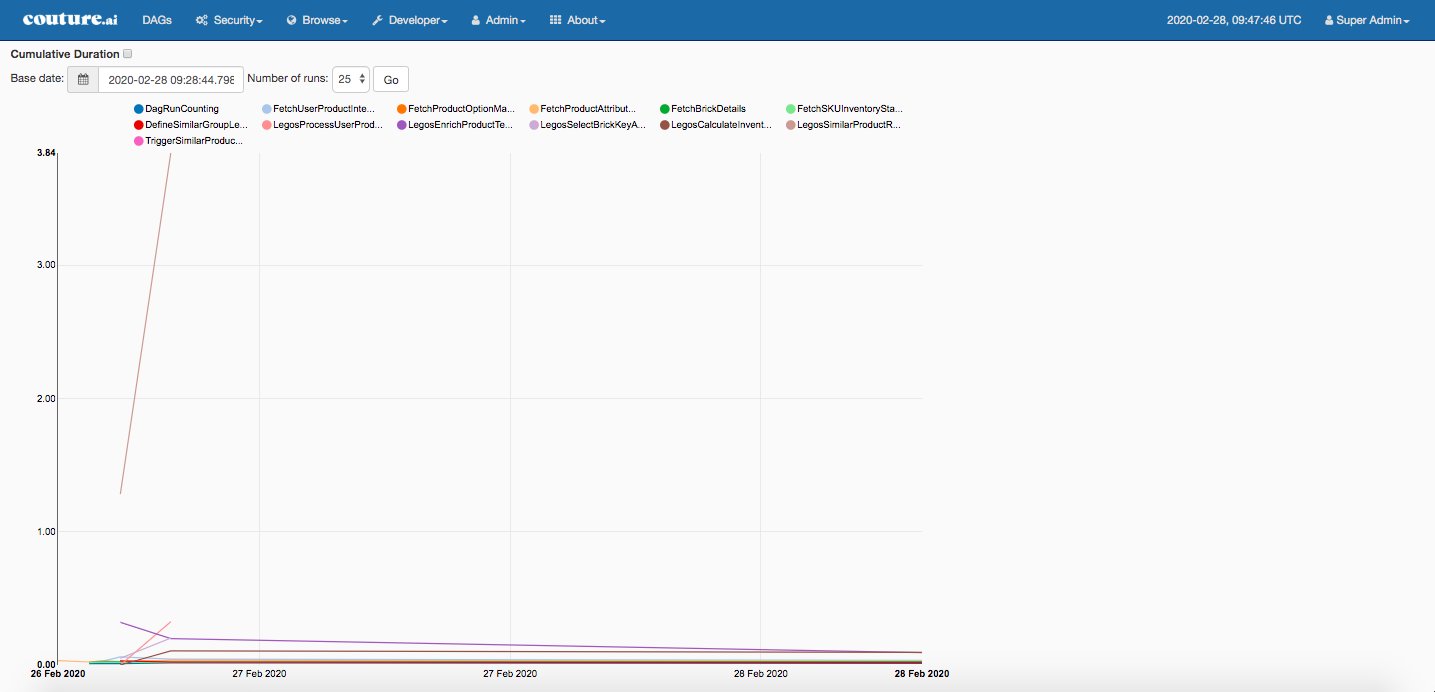 couture.ai DAGs Security Browse Developer Admin About 2020-02-28, 09:47:46 UTC Super Admin
Cumulative Duration
Base date: 2020-02-28 09:28:44.798 Number of runs: 25 Go
DagRunCounting FetchUserProductInte... FetchProductOptionMa... FetchProductAttribut... FetchBrickDetails FetchSKUInventorySta...
DefineSimilarGroupLe... LegosProcessUserProd... LegosEnrichProductTe... LegosSelectBrickKeyA... LegosCalculateInvent... LegosSimilarProductR...
TriggerSimilarProduc...
3.84
3.00
2.00
1.00
0.00
26 Feb 2020 27 Feb 2020 27 Feb 2020 28 Feb 2020 28 Feb 2020